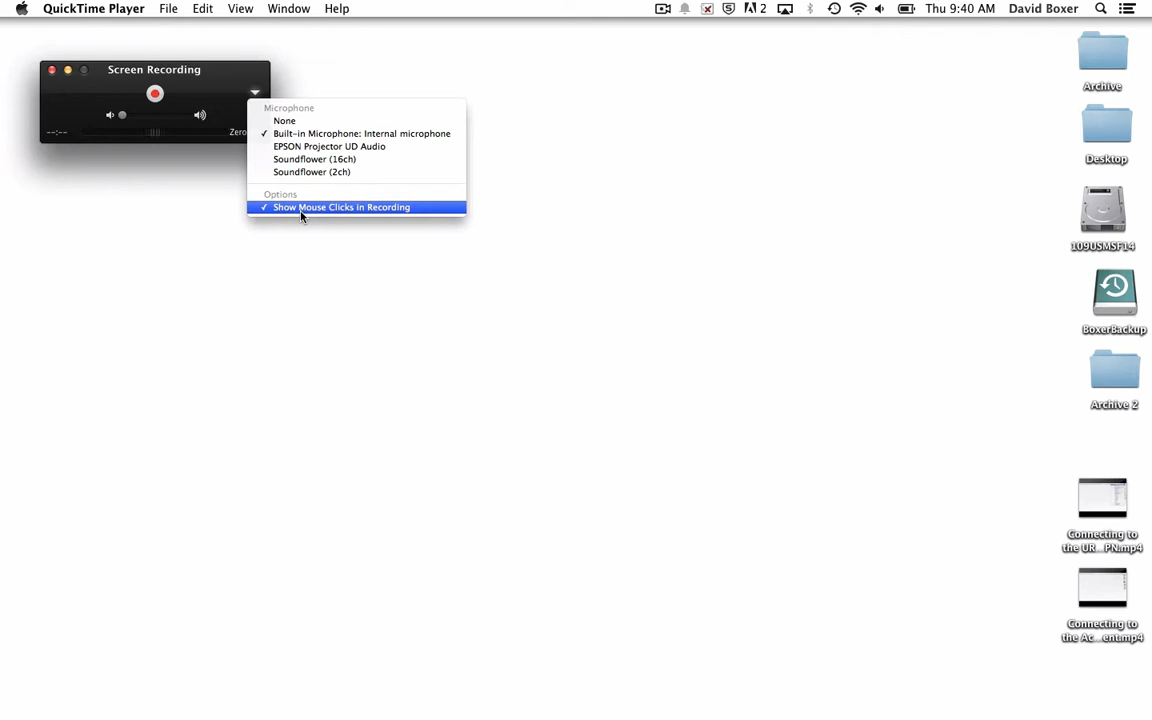 QuickTime Player File Edit View Window Help 2 Thu 9:40 AM David Boxer
Screen Recording
--:--
Zero
Microphone
None
✓ Built-in Microphone: Internal microphone
EPSON Projector UD Audio
Soundflower (16ch)
Soundflower (2ch)
Options
✓ Show Mouse Clicks in Recording
Archive
Desktop
109USMSF14
BoxerBackup
Archive 2
Connecting to
the UR...PN.mp4
Connecting to
the Ac...ent.mp4